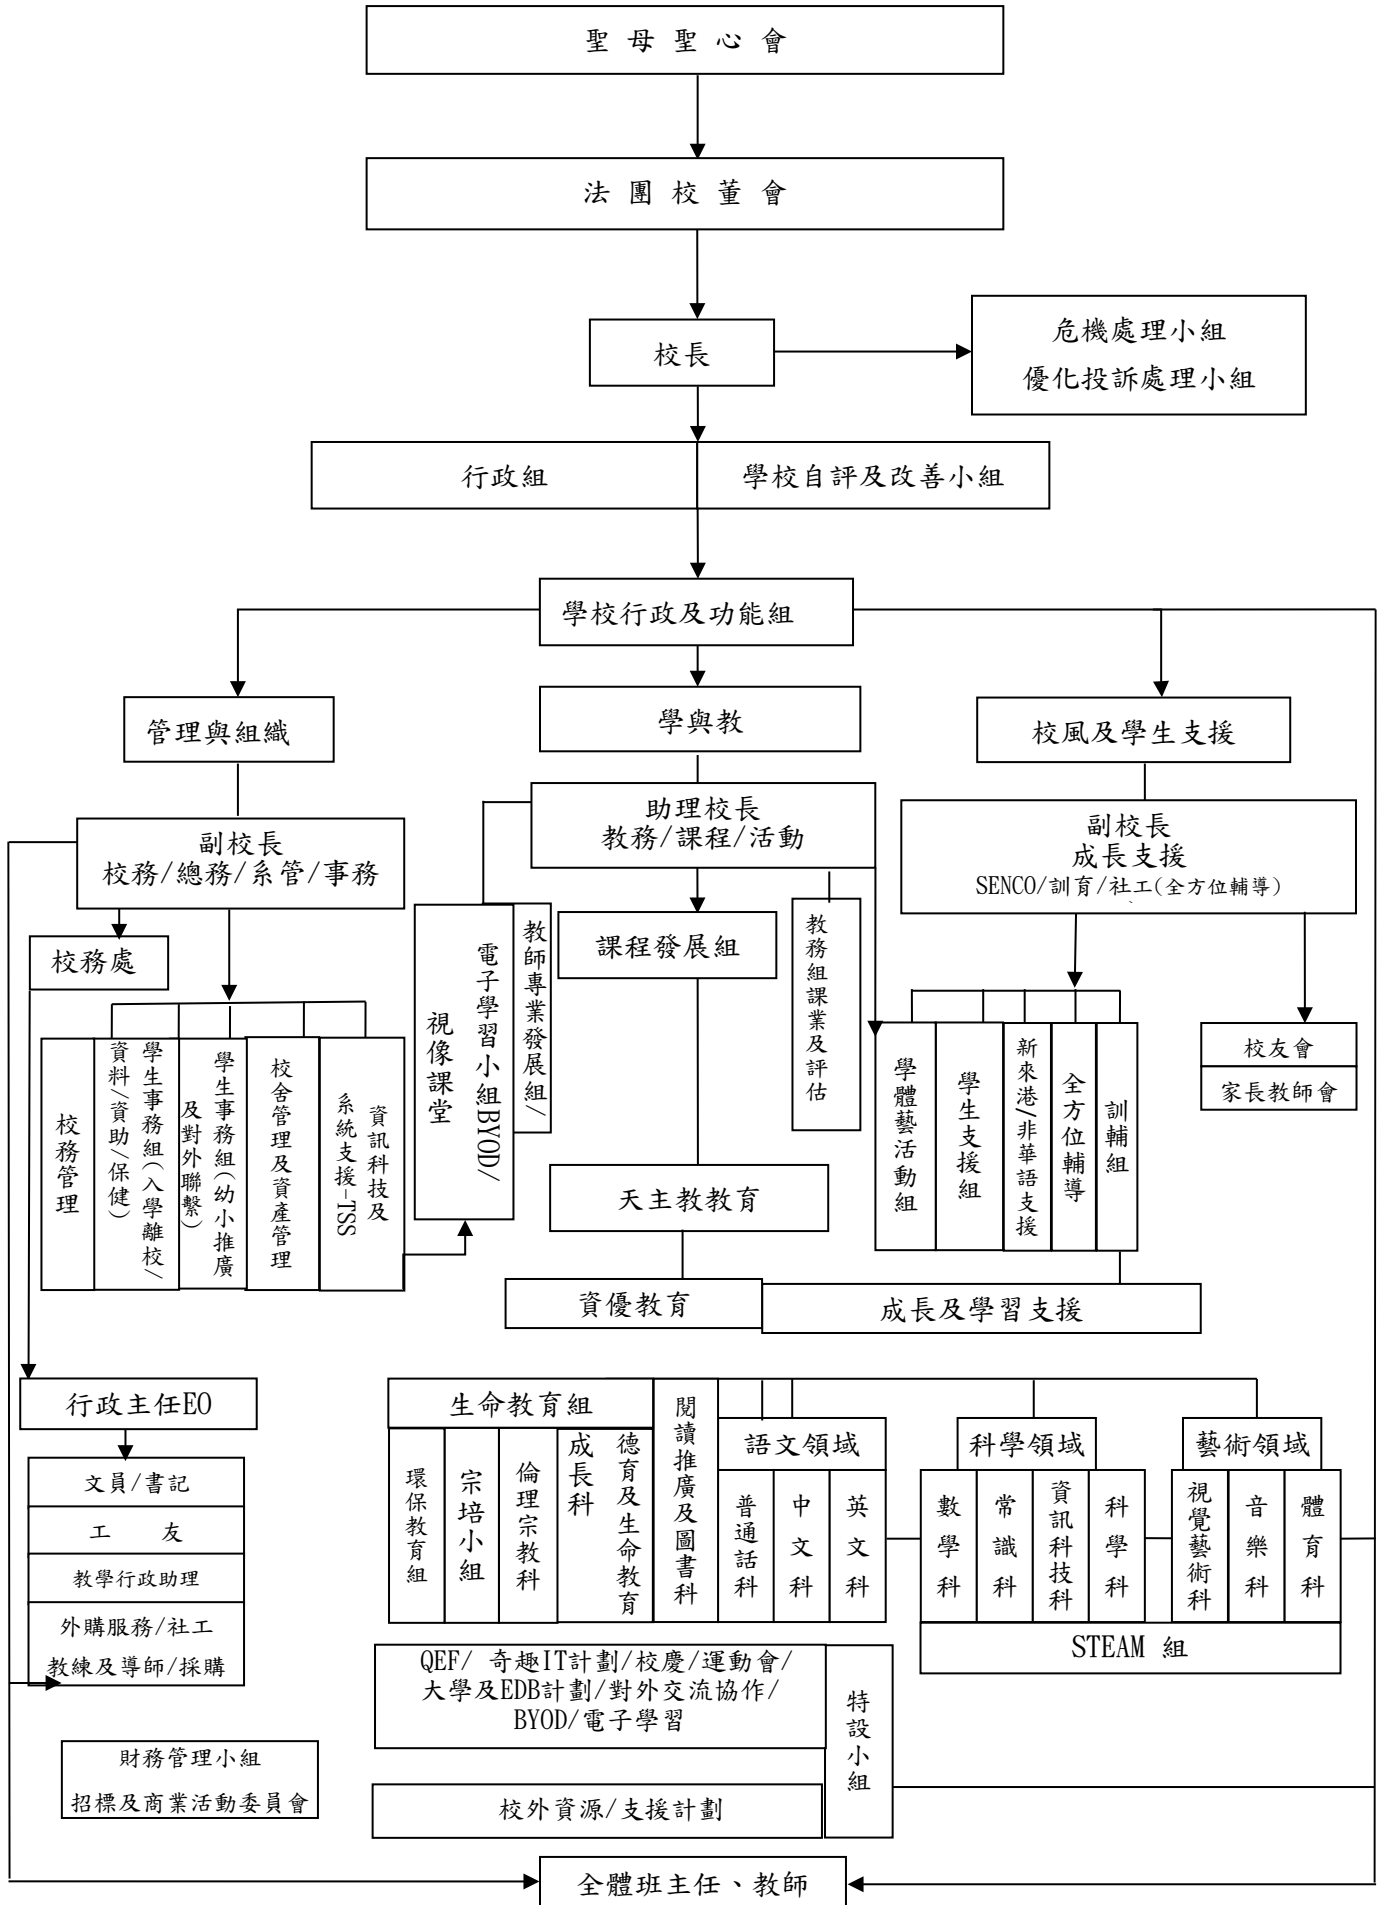 聖 母 聖 心 會
法 團 校 董 會
校長
危機處理小組
優化投訴處理小組
行政組
學校自評及改善小組
學校行政及功能組
管理與組織
學與教
校風及學生支援
副校長
校務/總務/系管/事務
助理校長
教務/課程/活動
副校長
成長支援
SENCO/訓育/社工(全方位輔導)
校務處
校務管理
學生事務組(入學離校/
資料/資助/保健)
學生事務組(幼小推廣
及對外聯繫)
校舍管理及資產管理
資訊科技及
系統支援-TSS
教師專業發展組/
電子學習小組BYOD/
視像課堂
課程發展組
教務組課業及評估
學體藝活動組
學生支援組
新來港/非華語支援
全方位輔導
訓輔組
校友會
家長教師會
天主教教育
資優教育
成長及學習支援
行政主任EO
文員/書記
工 友
教學行政助理
外購服務/社工
教練及導師/採購
財務管理小組
招標及商業活動委員會
生命教育組
環保教育組
宗培小組
倫理宗教科
德育及生命教育
成長科
閱讀推廣及圖書科
語文領域
普通話科
中文科
英文科
科學領域
數學科
常識科
資訊科技科
科學科
藝術領域
視覺藝術科
音樂科
體育科
STEAM 組
QEF/ 奇趣IT計劃/校慶/運動會/
大學及EDB計劃/對外交流協作/
BYOD/電子學習
特設小組
校外資源/支援計劃
全體班主任、教師